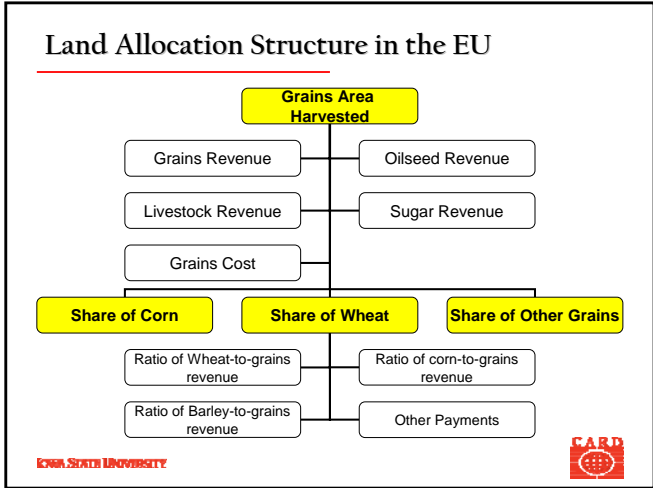 Land Allocation Structure in the EU
Grains Area
Harvested
Grains Revenue
Oilseed Revenue
Livestock Revenue
Sugar Revenue
Grains Cost
Share of Corn
Share of Wheat
Share of Other Grains
Ratio of Wheat-to-grains
revenue
Ratio of corn-to-grains
revenue
Ratio of Barley-to-grains
revenue
Other Payments
IOWA STATE UNIVERSITY
CARD